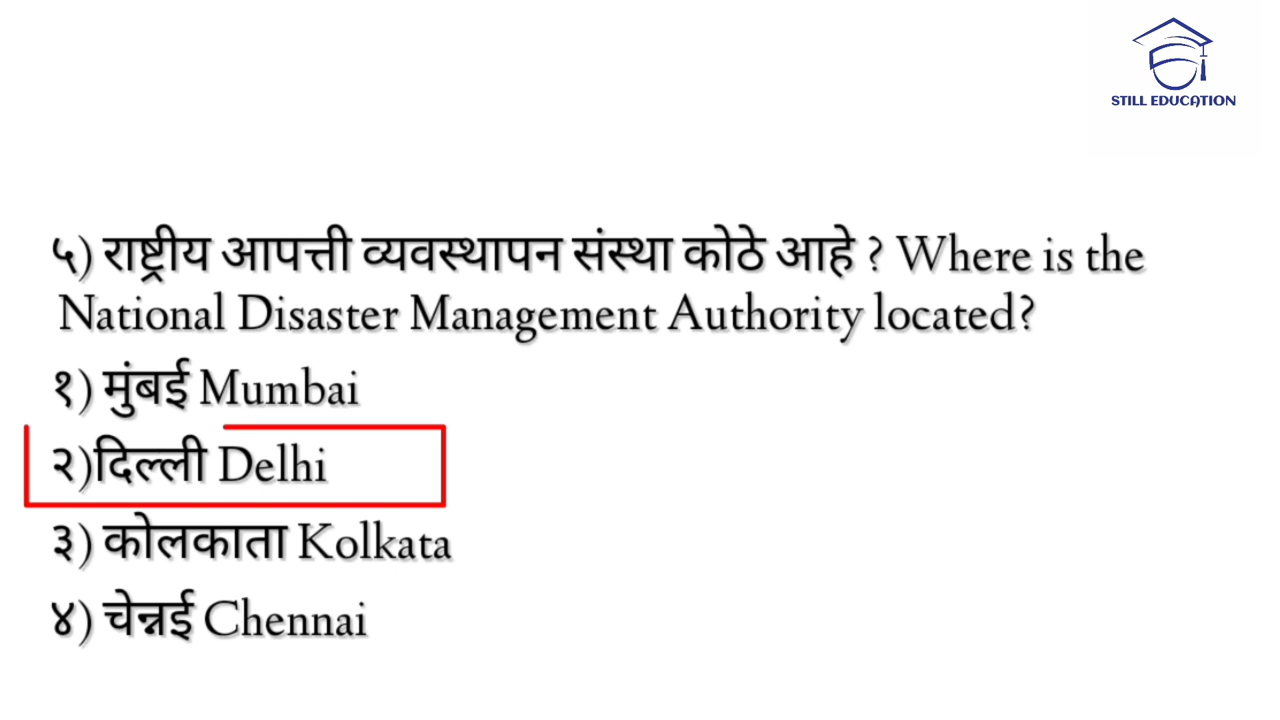 STILL EDUCATION
५) राष्ट्रीय आपत्ती व्यवस्थापन संस्था कोठे आहे ? Where is the
National Disaster Management Authority located?
१) मुंबई Mumbai
२)दिल्ली Delhi
३) कोलकाता Kolkata
४) चेन्नई Chennai